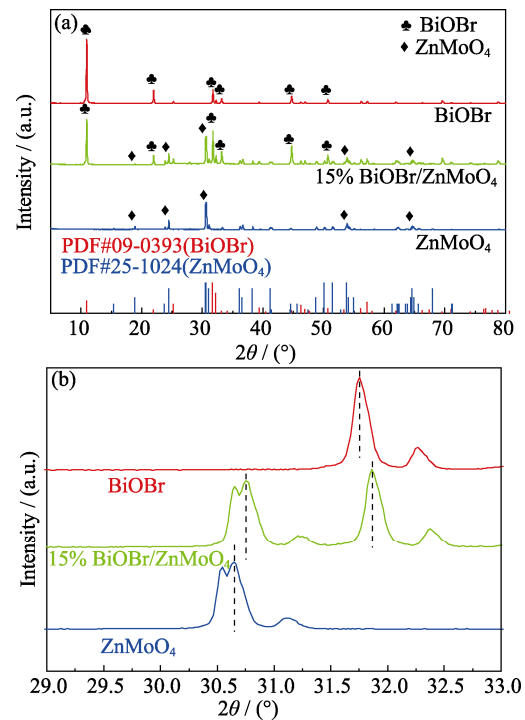 (a)
♣ BiOBr
♦ ZnMoO₄
BiOBr
15% BiOBr/ZnMoO₄
ZnMoO₄
PDF#09-0393(BiOBr)
PDF#25-1024(ZnMoO₄)
Intensity / (a.u.)
10 20 30 40 50 60 70 80
2θ / (°)
(b)
BiOBr
15% BiOBr/ZnMoO₄
ZnMoO₄
Intensity / (a.u.)
29.0 29.5 30.0 30.5 31.0 31.5 32.0 32.5 33.0
2θ / (°)